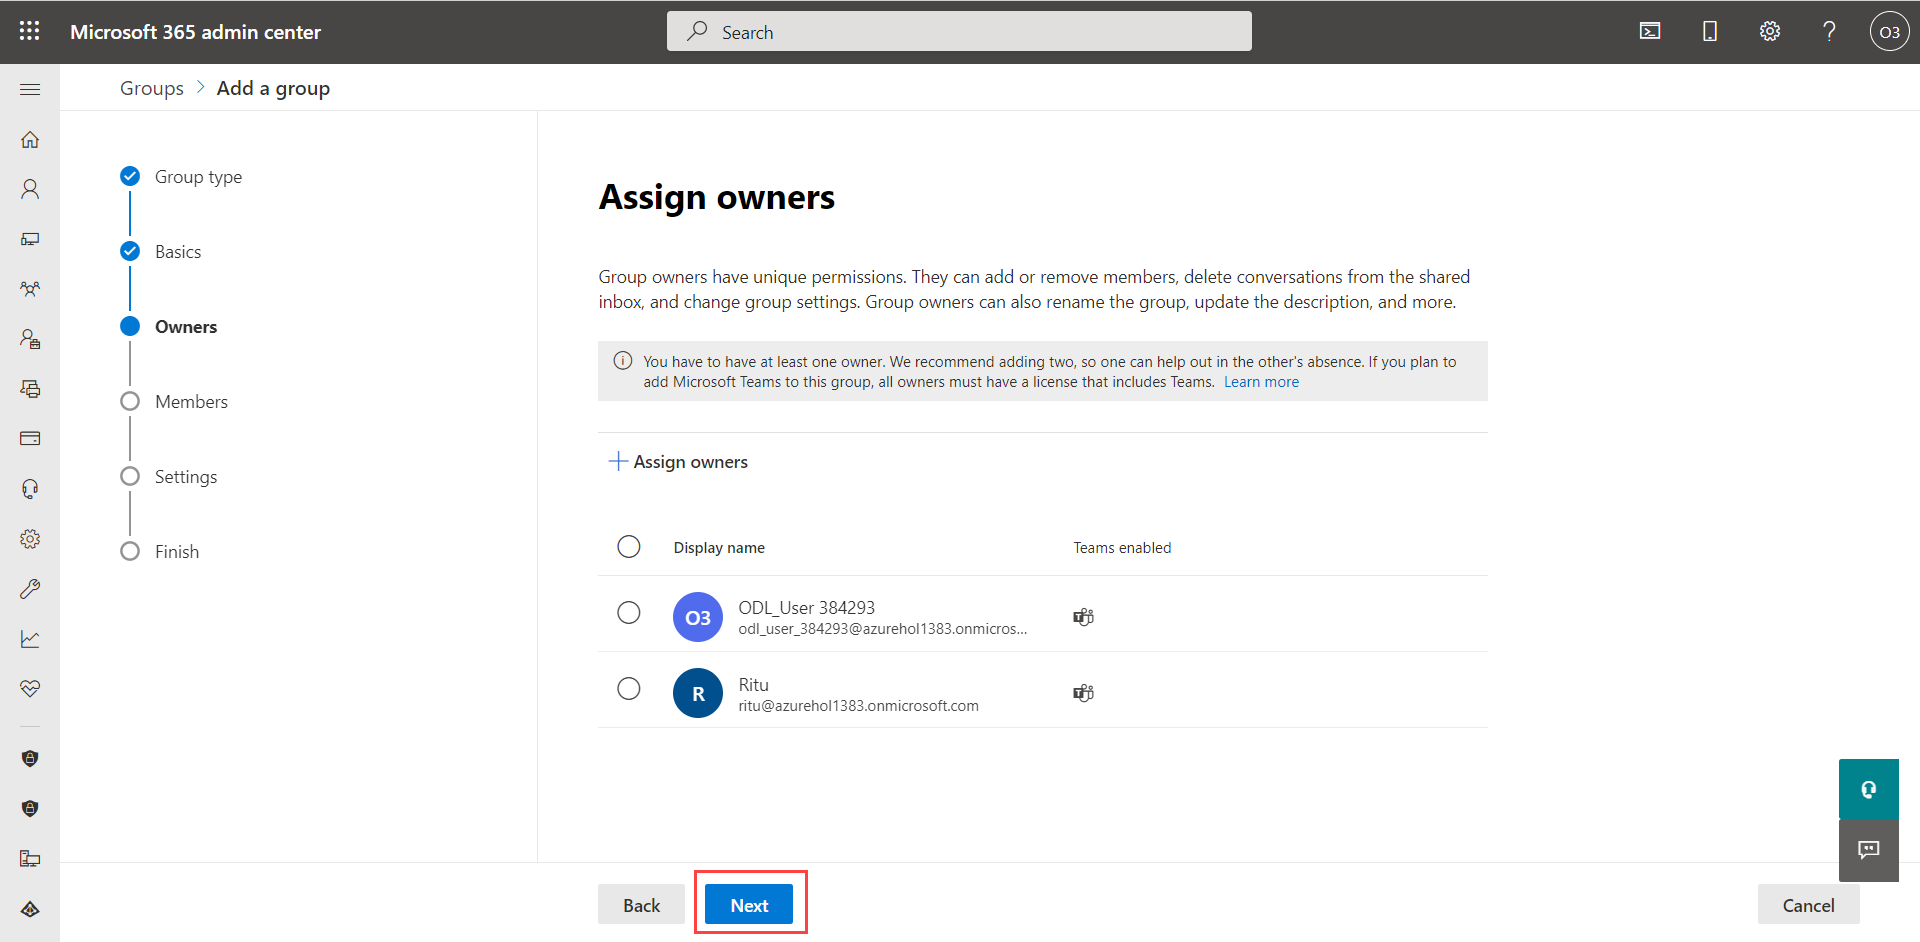 Microsoft 365 admin center
Search
O3
Groups > Add a group
Group type
Basics
Owners
Members
Settings
Finish
Assign owners
Group owners have unique permissions. They can add or remove members, delete conversations from the shared
inbox, and change group settings. Group owners can also rename the group, update the description, and more.
You have to have at least one owner. We recommend adding two, so one can help out in the other's absence. If you plan to
add Microsoft Teams to this group, all owners must have a license that includes Teams. Learn more
Assign owners
Display name Teams enabled
O3
ODL_User 384293
odl_user_384293@azurehol1383.onmicros...
R
Ritu
ritu@azurehol1383.onmicrosoft.com
Back Next Cancel